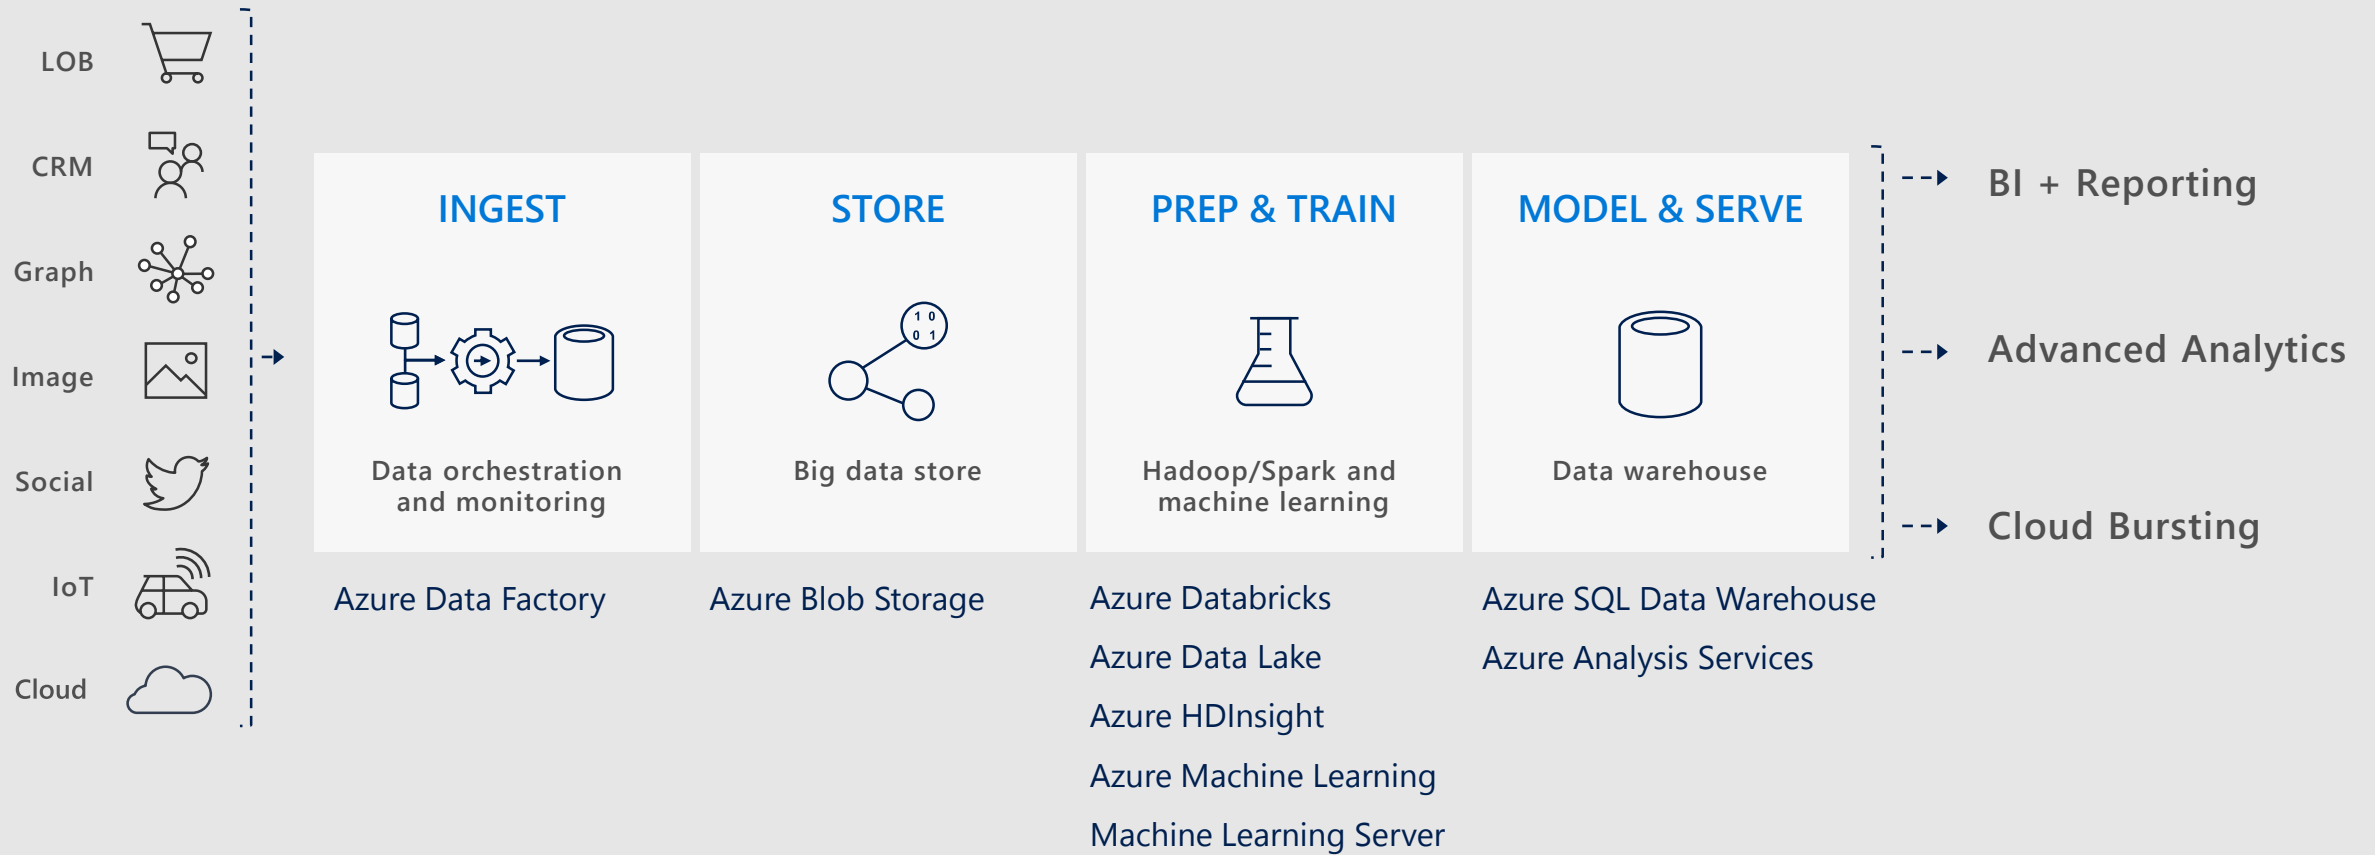 LOB
CRM
Graph
Image
Social
IoT
Cloud
INGEST
Data orchestration
and monitoring
Azure Data Factory
STORE
1 0
0 1
Big data store
Azure Blob Storage
PREP & TRAIN
Hadoop/Spark and
machine learning
Azure Databricks
Azure Data Lake
Azure HDInsight
Azure Machine Learning
Machine Learning Server
MODEL & SERVE
Data warehouse
Azure SQL Data Warehouse
Azure Analysis Services
BI + Reporting
Advanced Analytics
Cloud Bursting